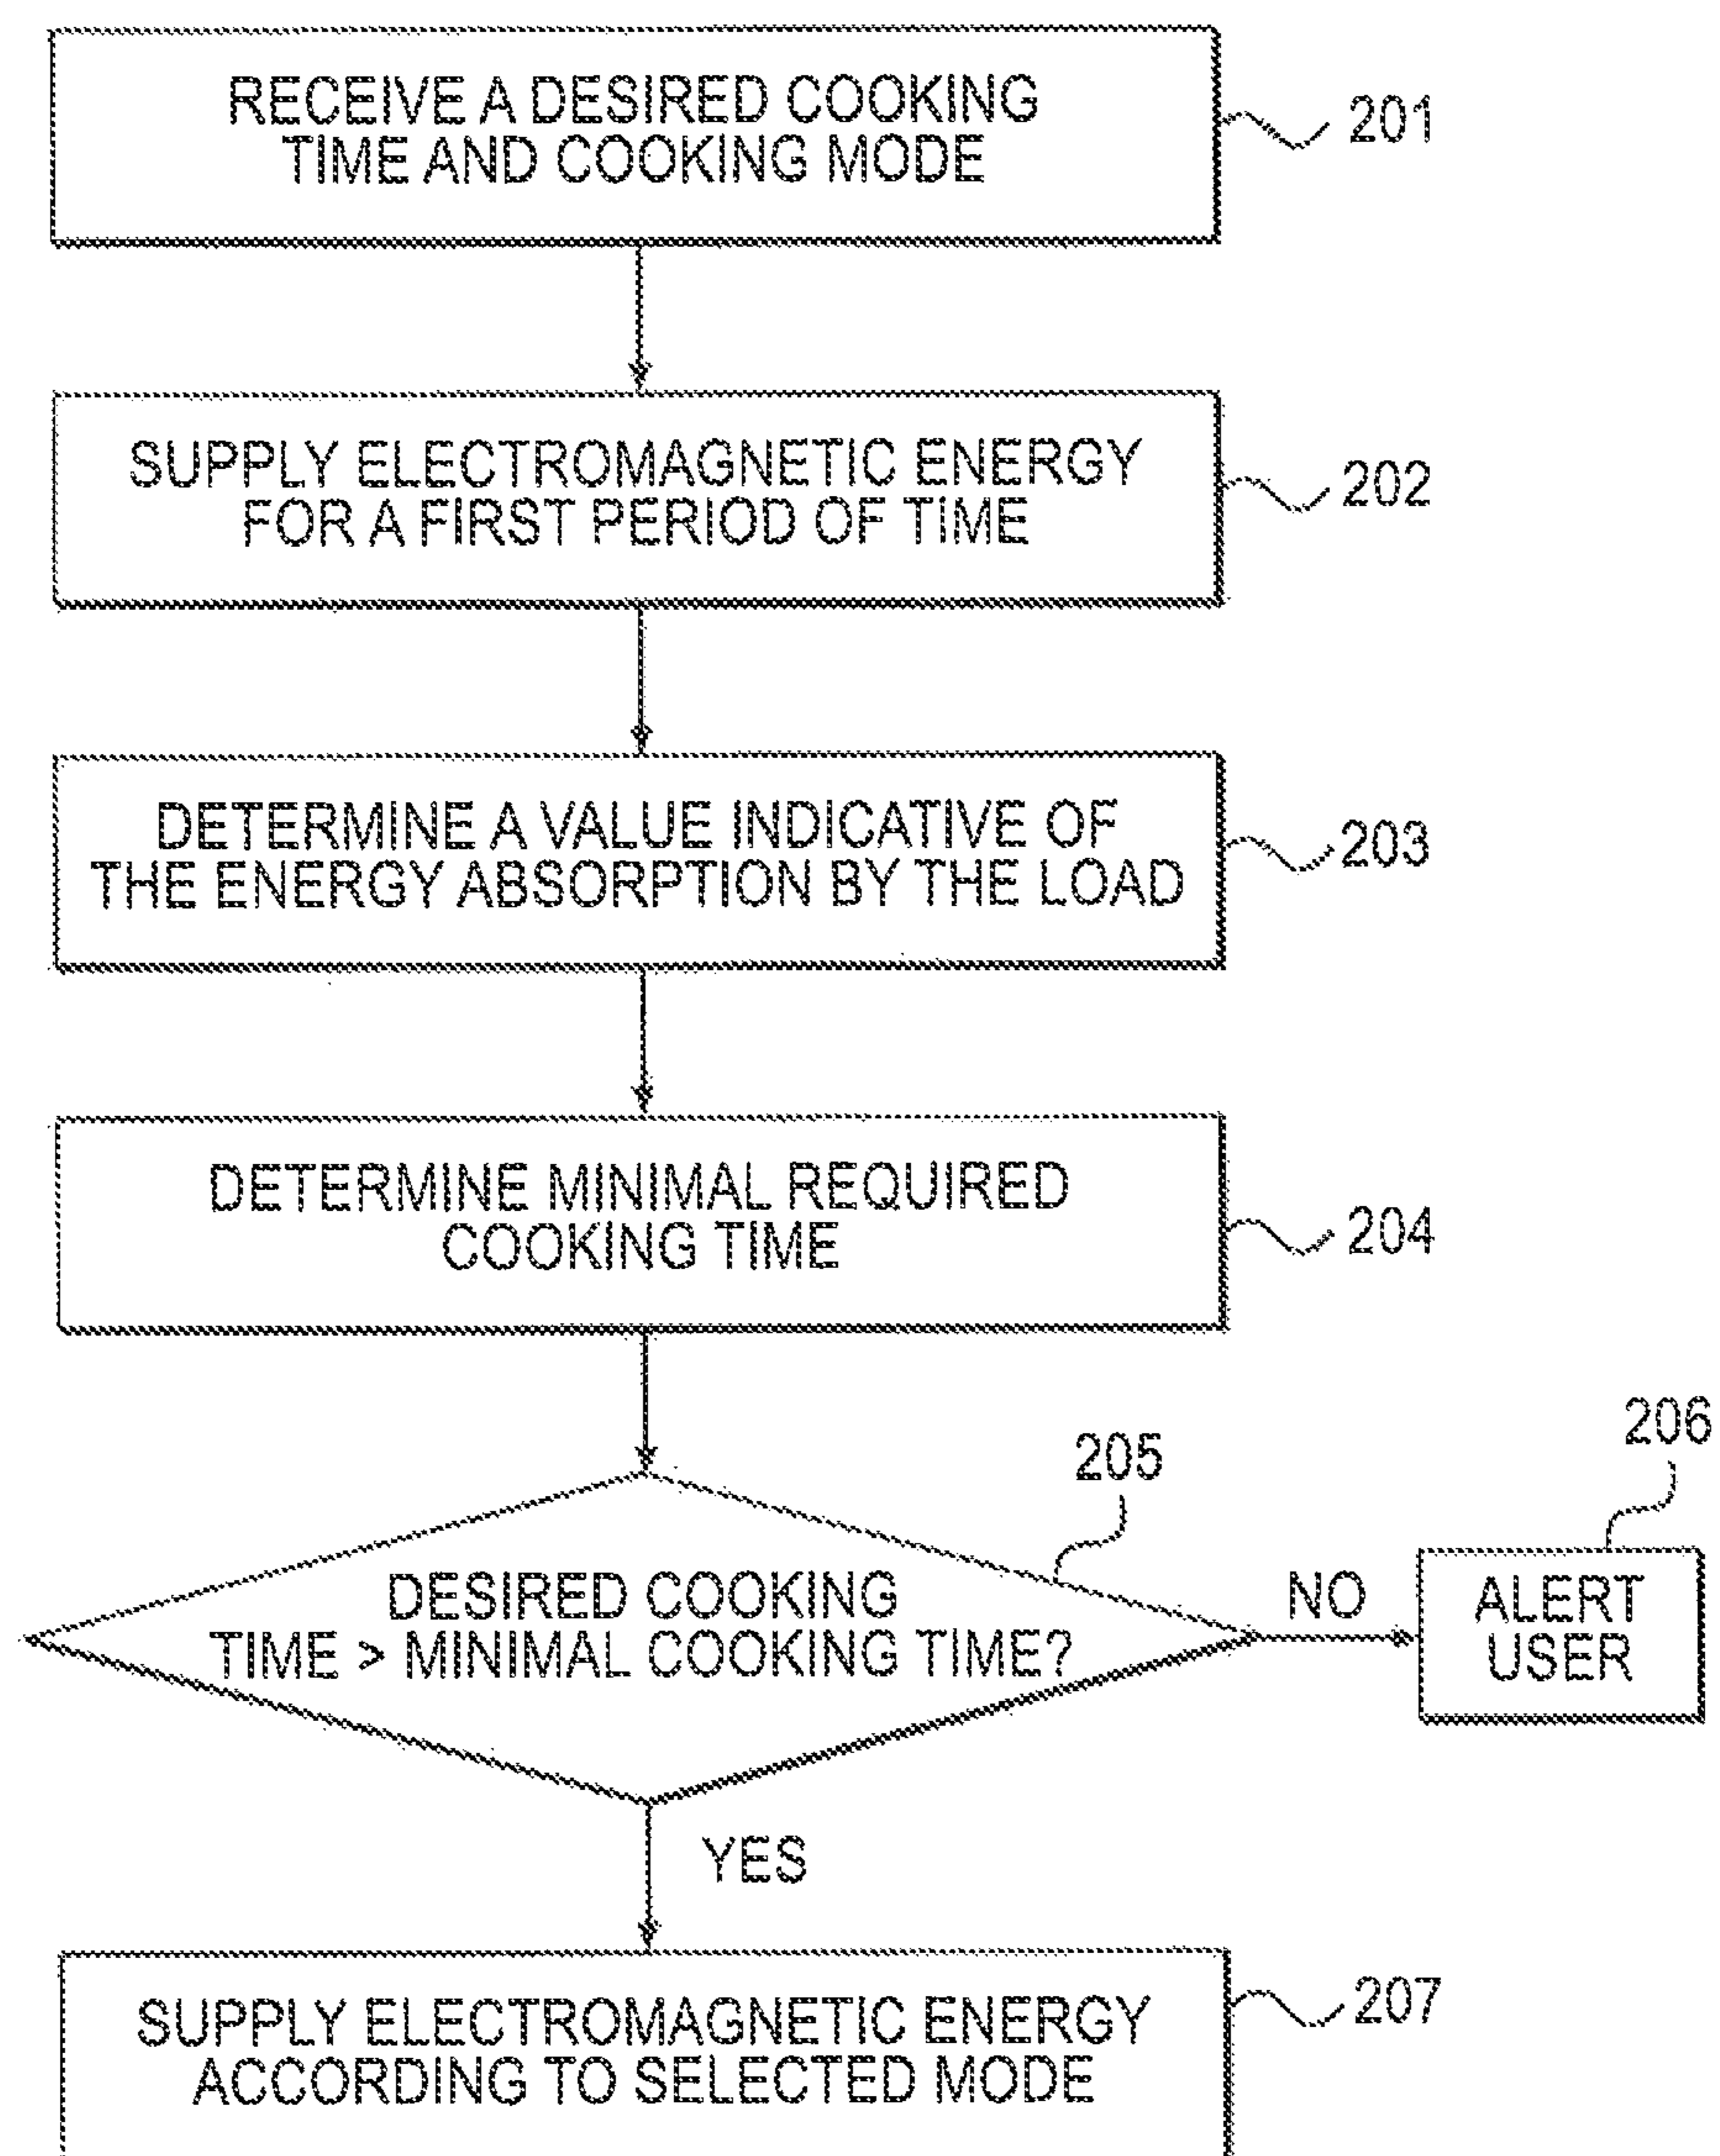 RECEIVE A DESIRED COOKING
TIME AND COOKING MODE
201
SUPPLY ELECTROMAGNETIC ENERGY
FOR A FIRST PERIOD OF TIME
202
DETERMINE A VALUE INDICATIVE OF
THE ENERGY ABSORPTION BY THE LOAD
203
DETERMINE MINIMAL REQUIRED
COOKING TIME
204
205
206
DESIRED COOKING
TIME > MINIMAL COOKING TIME?
NO
ALERT
USER
YES
SUPPLY ELECTROMAGNETIC ENERGY
ACCORDING TO SELECTED MODE
207